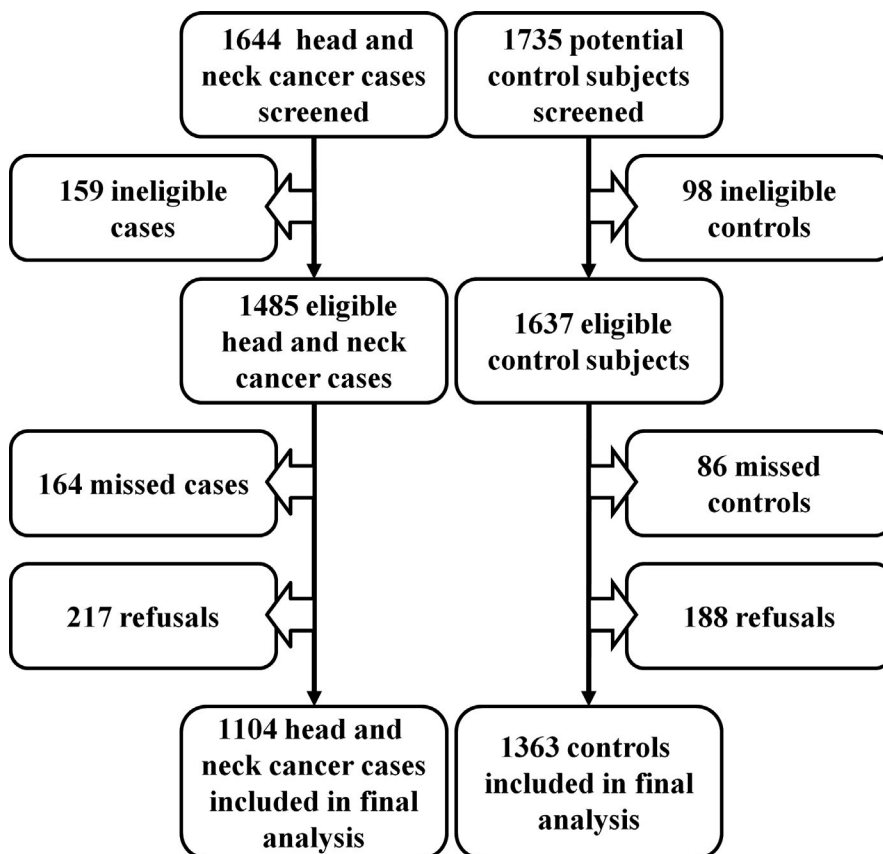 1644 head and
neck cancer cases
screened
1735 potential
control subjects
screened
159 ineligible
cases
98 ineligible
controls
1485 eligible
head and neck
cancer cases
1637 eligible
control subjects
164 missed cases
86 missed
controls
217 refusals
188 refusals
1104 head and
neck cancer cases
included in final
analysis
1363 controls
included in final
analysis